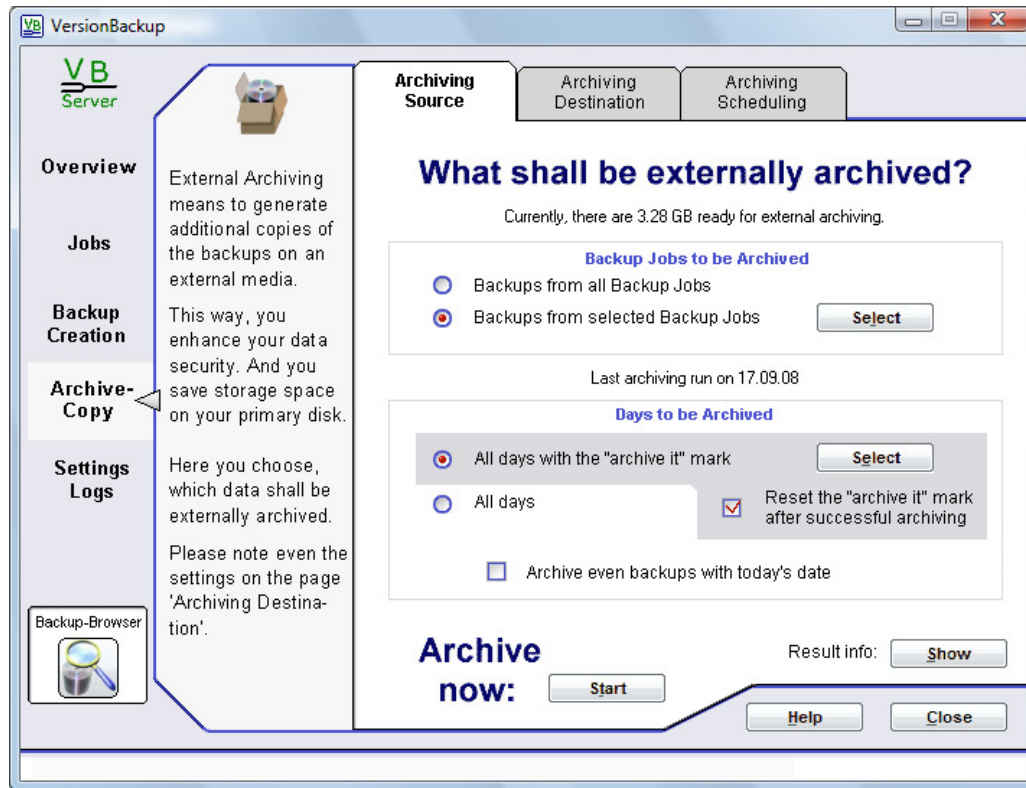 VB VersionBackup
VB
Server
Overview
Jobs
Backup
Creation
Archive-
Copy
Settings
Logs
Backup-Browser
External Archiving
means to generate
additional copies
of the backups on an
external media.
This way, you
enhance your data
security. And you
save storage space
on your primary disk.
Here you choose,
which data shall be
externally archived.
Please note even the
settings on the page
'Archiving Destina-
tion'.
Archiving
Source
Archiving
Destination
Archiving
Scheduling
What shall be externally archived?
Currently, there are 3.28 GB ready for external archiving.
Backup Jobs to be Archived
Backups from all Backup Jobs
Backups from selected Backup Jobs
Select
Last archiving run on 17.09.08
Days to be Archived
All days with the "archive it" mark
Select
All days
Reset the "archive it" mark
after successful archiving
Archive even backups with today's date
Archive
now:
Start
Result info:
Show
Help
Close